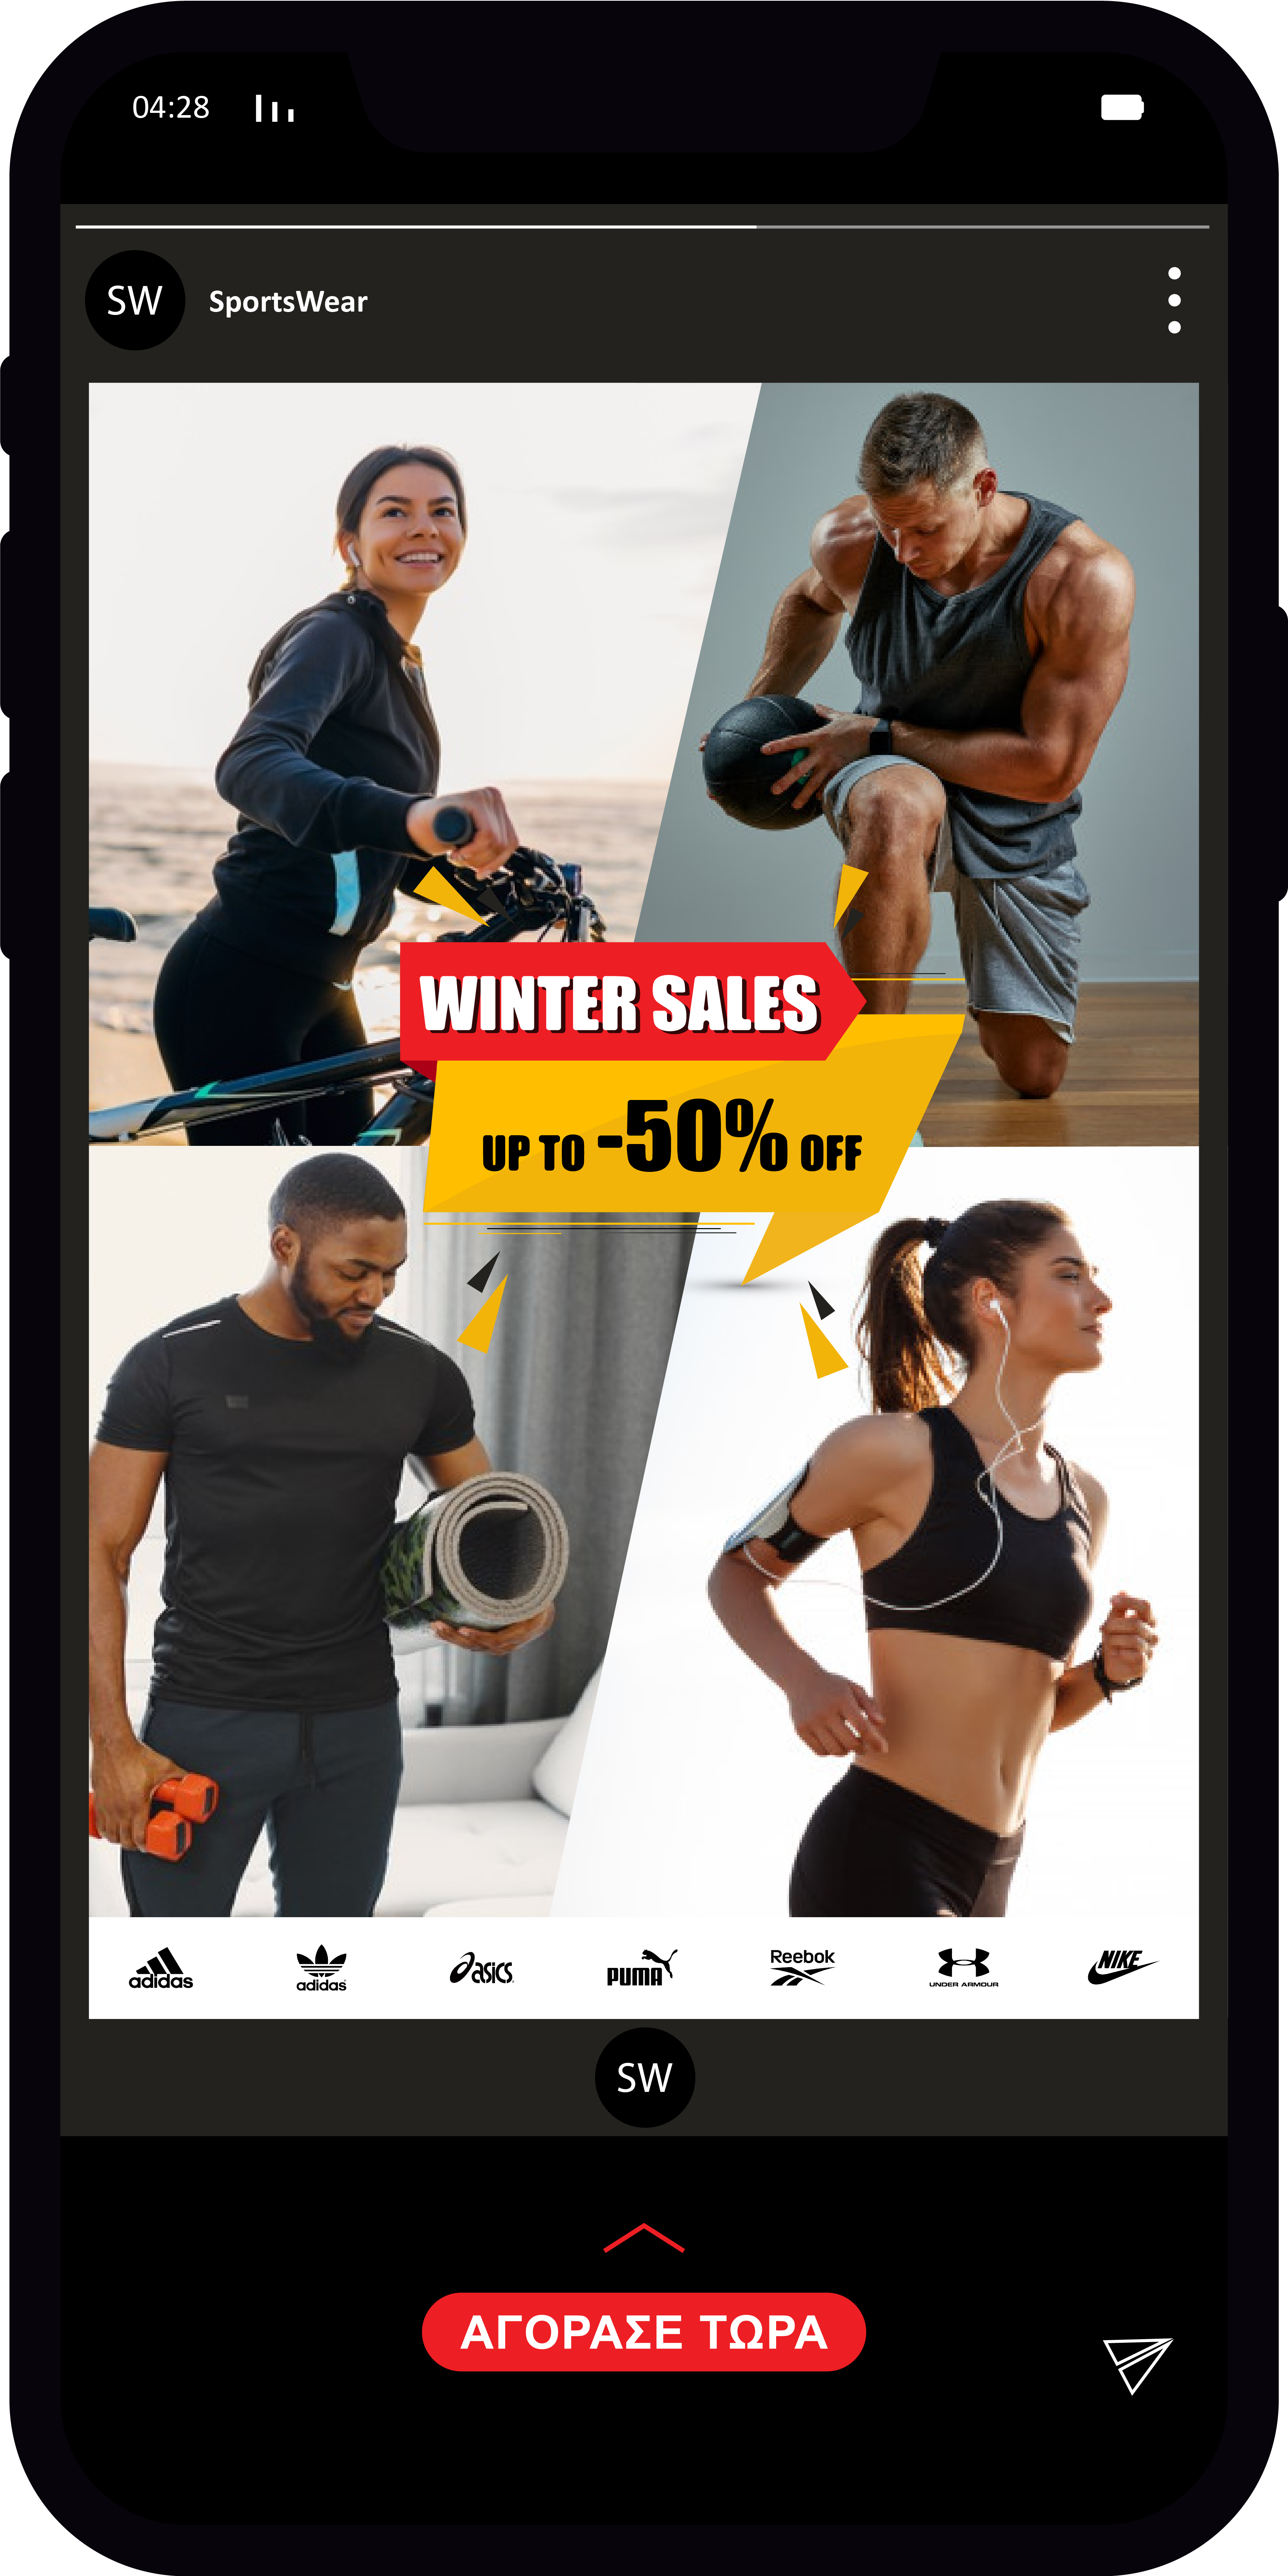 04:28
SW
SportsWear
WINTER SALES
UP TO -50% OFF
adidas
adidas
asics
PUMA
Reebok
UNDER ARMOUR
NIKE
SW
ΑΓΟΡΑΣΕ ΤΩΡΑ